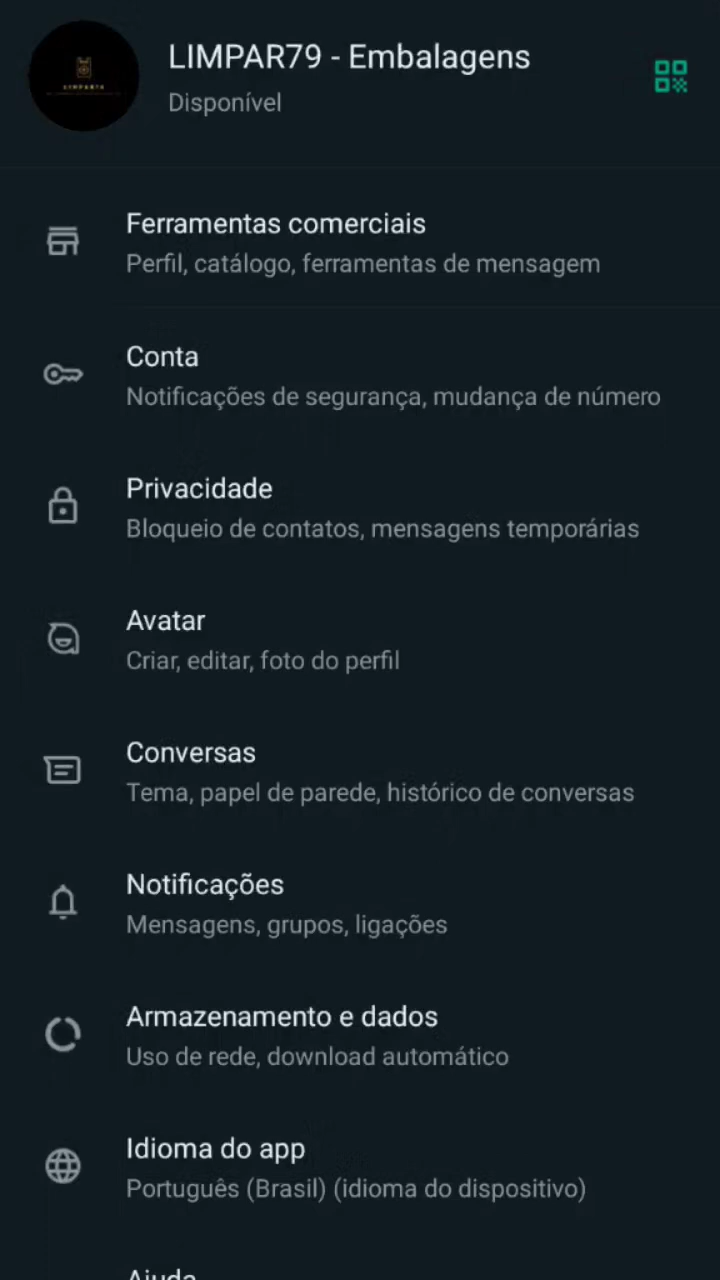 LIMPAR79 - Embalagens
Disponível
LIMPAR79
Ferramentas comerciais
Perfil, catálogo, ferramentas de mensagem
Conta
Notificações de segurança, mudança de número
Privacidade
Bloqueio de contatos, mensagens temporárias
Avatar
Criar, editar, foto do perfil
Conversas
Tema, papel de parede, histórico de conversas
Notificações
Mensagens, grupos, ligações
Armazenamento e dados
Uso de rede, download automático
Idioma do app
Português (Brasil) (idioma do dispositivo)
Ajuda